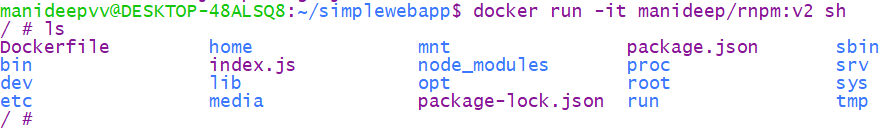 manideepvv@DESKTOP-48ALSQ8:~/simplewebapp$ docker run -it manideep/rnpm:v2 sh
/ # ls
Dockerfile home mnt package.json sbin
bin index.js node_modules proc srv
dev lib opt root sys
etc media package-lock.json run tmp
/ #